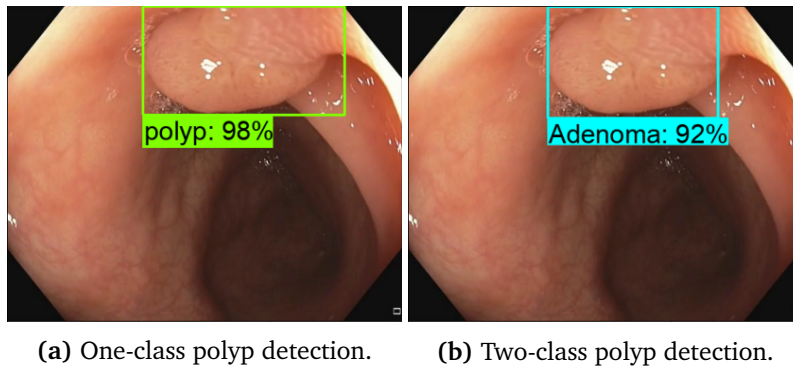 polyp: 98%
Adenoma: 92%
(a) One-class polyp detection.
(b) Two-class polyp detection.